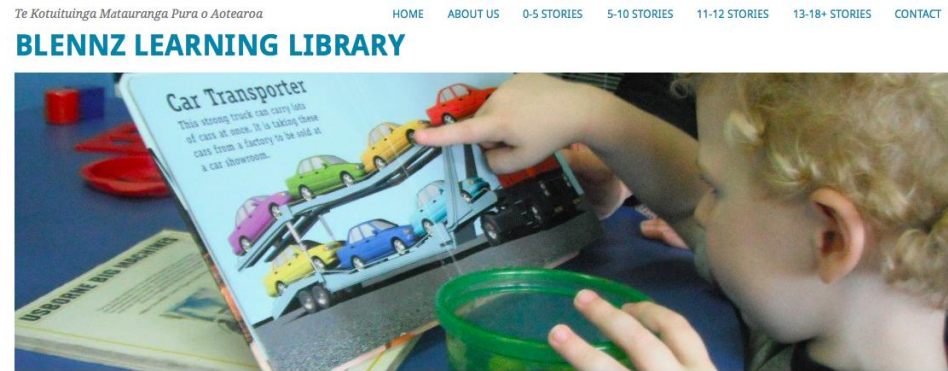 Te Kotuituinga Matauranga Pura o Aotearoa
HOME ABOUT US 0-5 STORIES 5-10 STORIES 11-12 STORIES 13-18+ STORIES CONTACT
BLENNZ LEARNING LIBRARY
Car Transporter
This strong truck can carry lots
of cars at once. It is taking these
cars from a factory to be sold at
a car showroom.
USBORNE BIG MACHINES